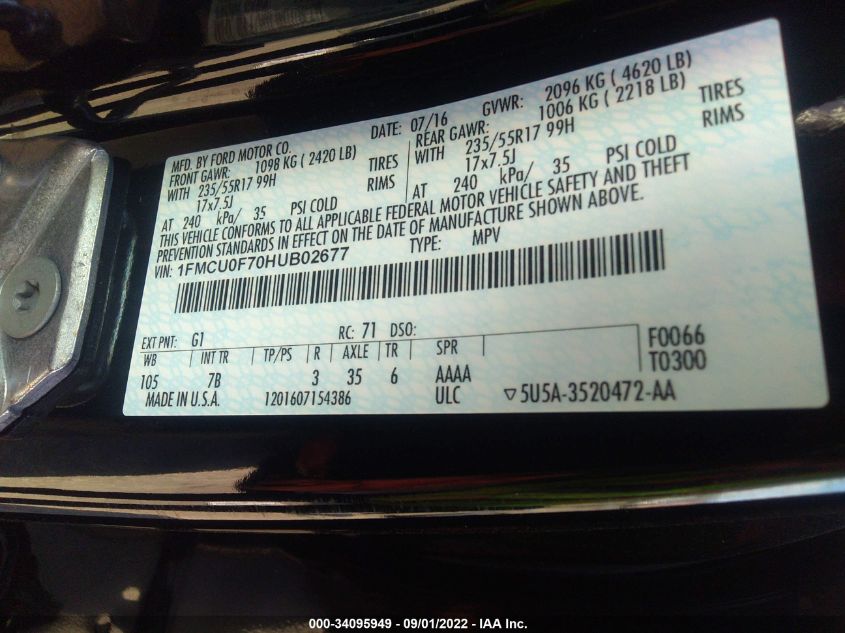 MFD. BY FORD MOTOR CO. DATE: 07/16 GVWR: 2096 KG ( 4620 LB)
FRONT GAWR: 1098 KG ( 2420 LB) REAR GAWR: 1006 KG ( 2218 LB)
WITH 235/55R17 99H TIRES WITH 235/55R17 99H TIRES
17x7.5J RIMS 17x7.5J RIMS
AT 240 kPa/ 35 PSI COLD AT 240 kPa/ 35 PSI COLD
THIS VEHICLE CONFORMS TO ALL APPLICABLE FEDERAL MOTOR VEHICLE SAFETY AND THEFT
PREVENTION STANDARDS IN EFFECT ON THE DATE OF MANUFACTURE SHOWN ABOVE.
VIN: 1FMCU0F70HUB02677 TYPE: MPV
EXT PNT: G1 RC: 71 DSO: F0066
WB INT TR TP/PS R AXLE TR SPR T0300
105 7B 3 35 6 AAAA
MADE IN U.S.A. 1201607154386 ULC ▽5U5A-3520472-AA
000-34095949 - 09/01/2022 - IAA Inc.